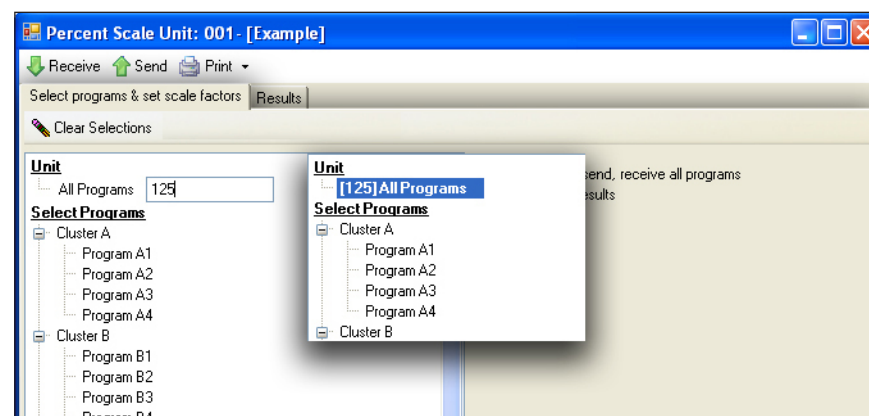 Percent Scale Unit: 001- [Example]
Receive Send Print
Select programs & set scale factors Results
Clear Selections
Unit
All Programs 125
Select Programs
Cluster A
Program A1
Program A2
Program A3
Program A4
Cluster B
Program B1
Program B2
Program B3
Unit
[125] All Programs
Select Programs
Cluster A
Program A1
Program A2
Program A3
Program A4
Cluster B
send, receive all programs